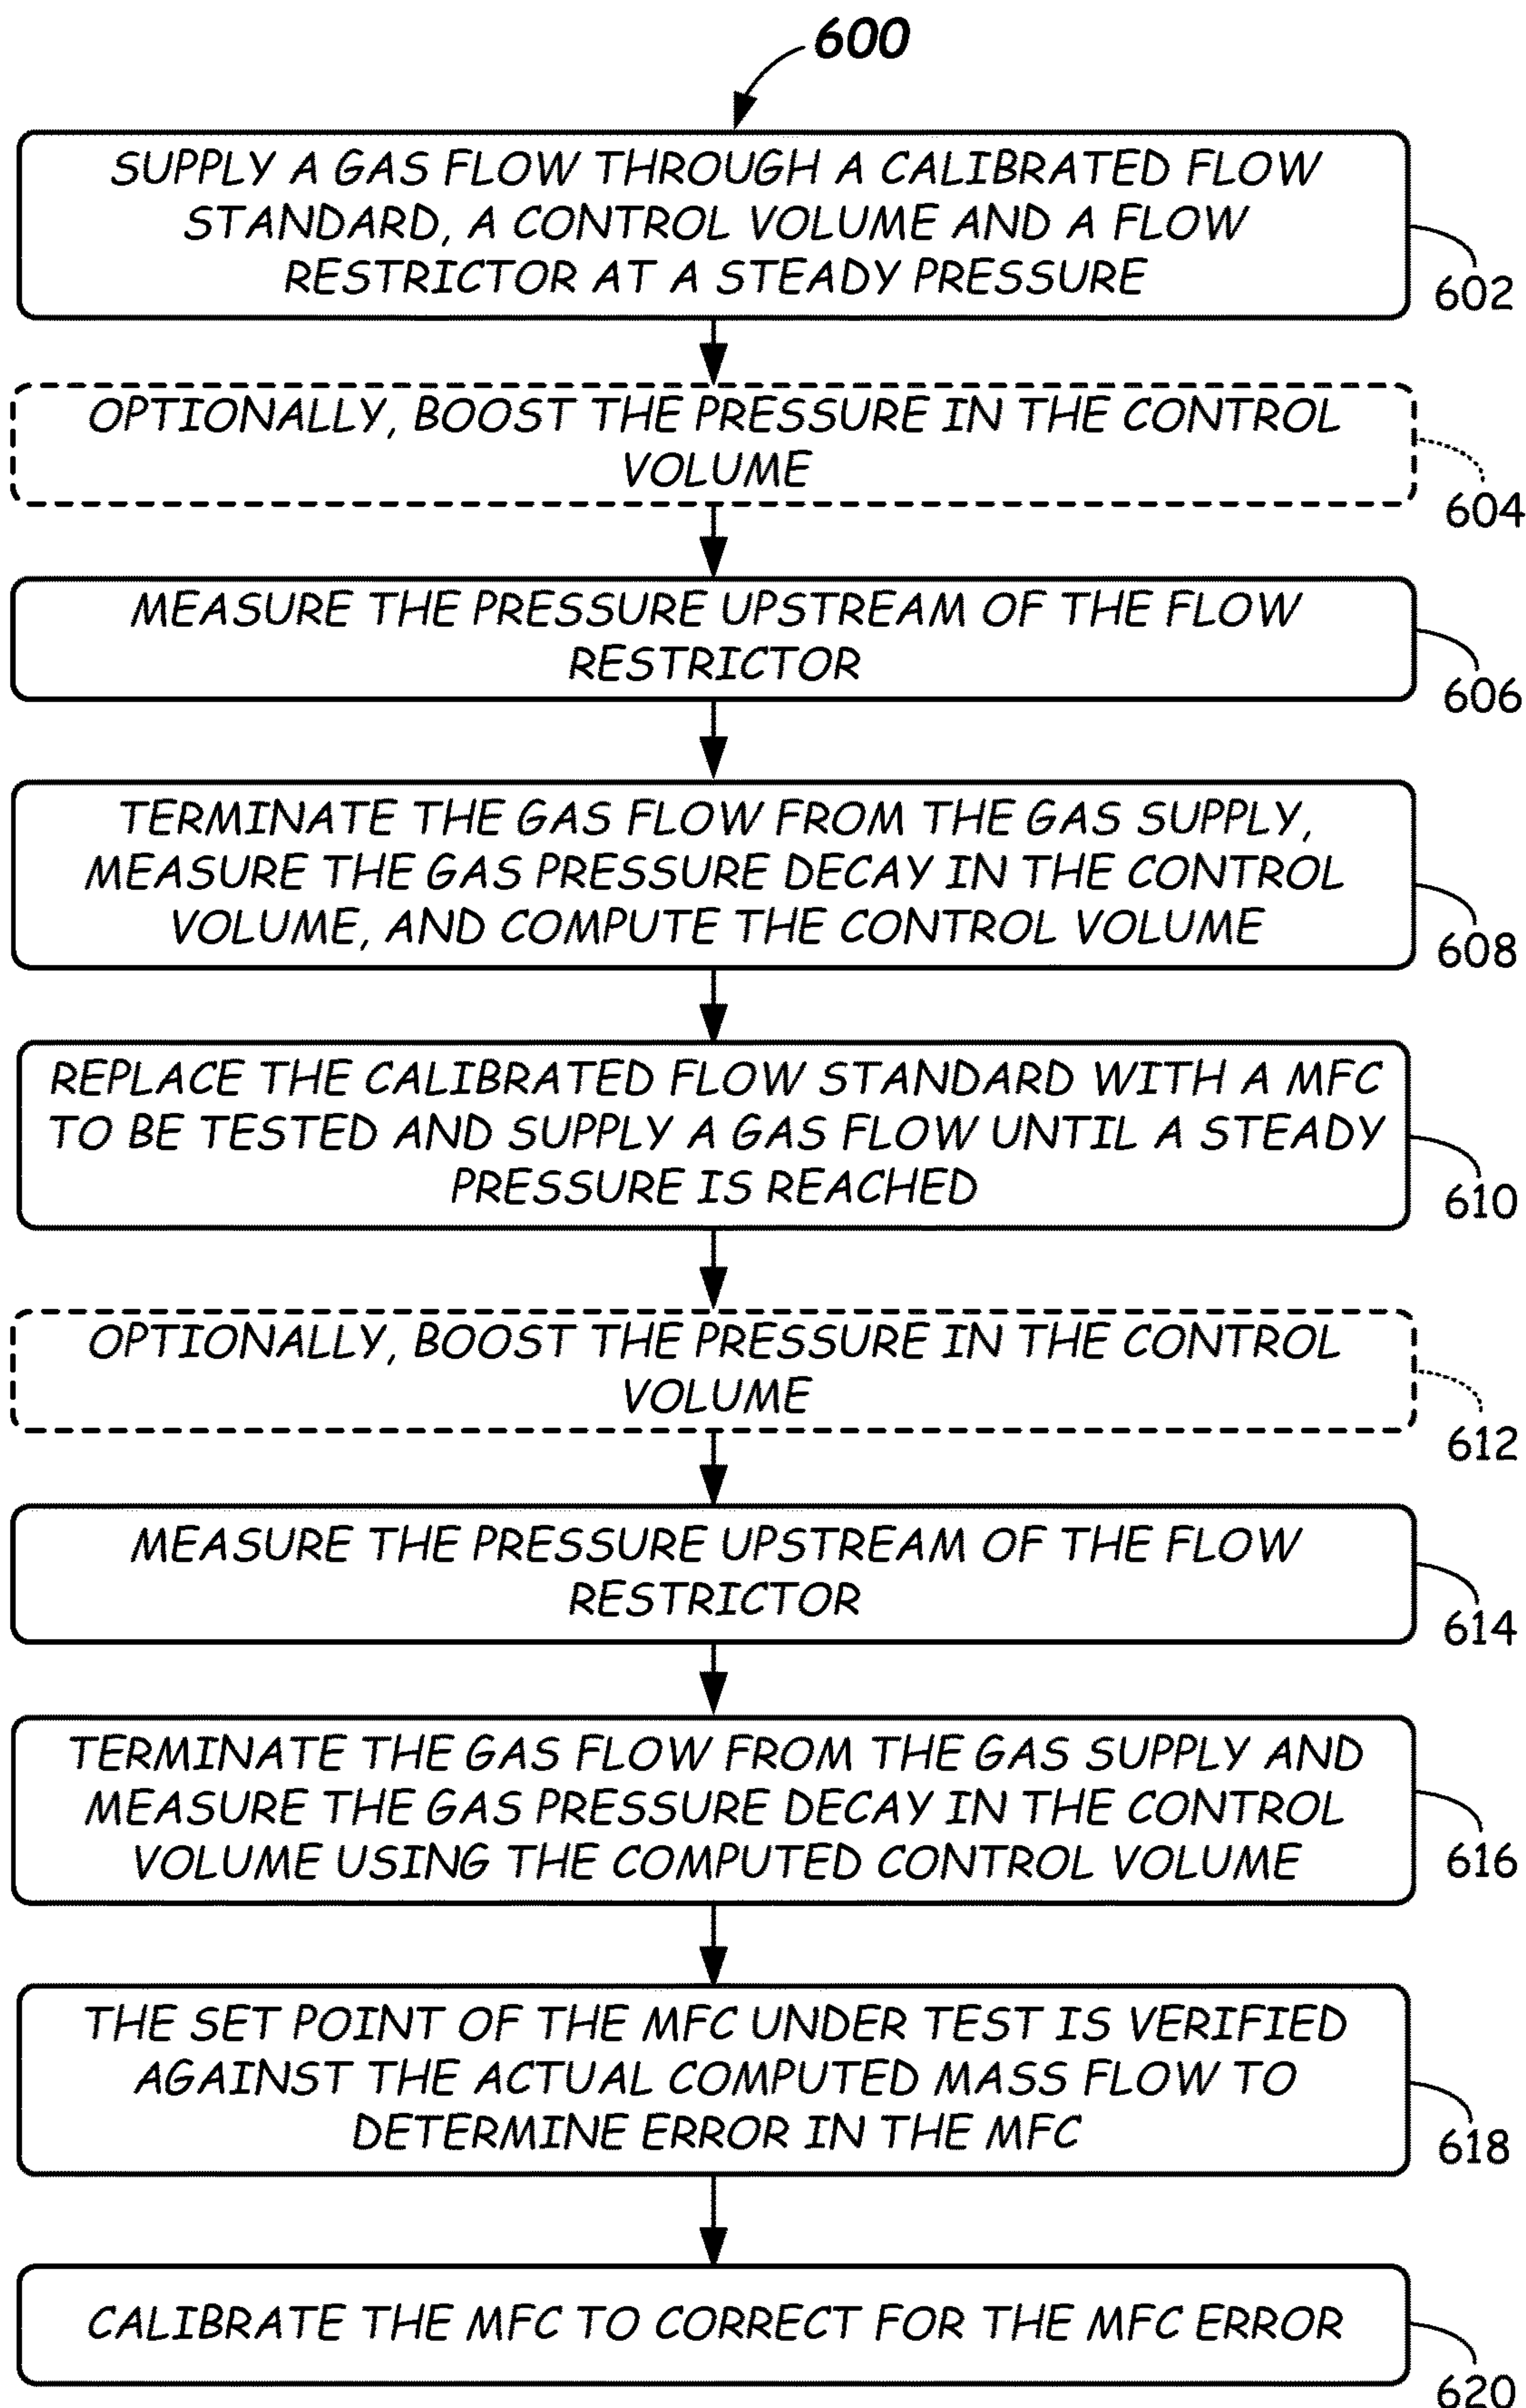 600
SUPPLY A GAS FLOW THROUGH A CALIBRATED FLOW
STANDARD, A CONTROL VOLUME AND A FLOW
RESTRICTOR AT A STEADY PRESSURE
602
OPTIONALLY, BOOST THE PRESSURE IN THE CONTROL
VOLUME
604
MEASURE THE PRESSURE UPSTREAM OF THE FLOW
RESTRICTOR
606
TERMINATE THE GAS FLOW FROM THE GAS SUPPLY,
MEASURE THE GAS PRESSURE DECAY IN THE CONTROL
VOLUME, AND COMPUTE THE CONTROL VOLUME
608
REPLACE THE CALIBRATED FLOW STANDARD WITH A MFC
TO BE TESTED AND SUPPLY A GAS FLOW UNTIL A STEADY
PRESSURE IS REACHED
610
OPTIONALLY, BOOST THE PRESSURE IN THE CONTROL
VOLUME
612
MEASURE THE PRESSURE UPSTREAM OF THE FLOW
RESTRICTOR
614
TERMINATE THE GAS FLOW FROM THE GAS SUPPLY AND
MEASURE THE GAS PRESSURE DECAY IN THE CONTROL
VOLUME USING THE COMPUTED CONTROL VOLUME
616
THE SET POINT OF THE MFC UNDER TEST IS VERIFIED
AGAINST THE ACTUAL COMPUTED MASS FLOW TO
DETERMINE ERROR IN THE MFC
618
CALIBRATE THE MFC TO CORRECT FOR THE MFC ERROR
620